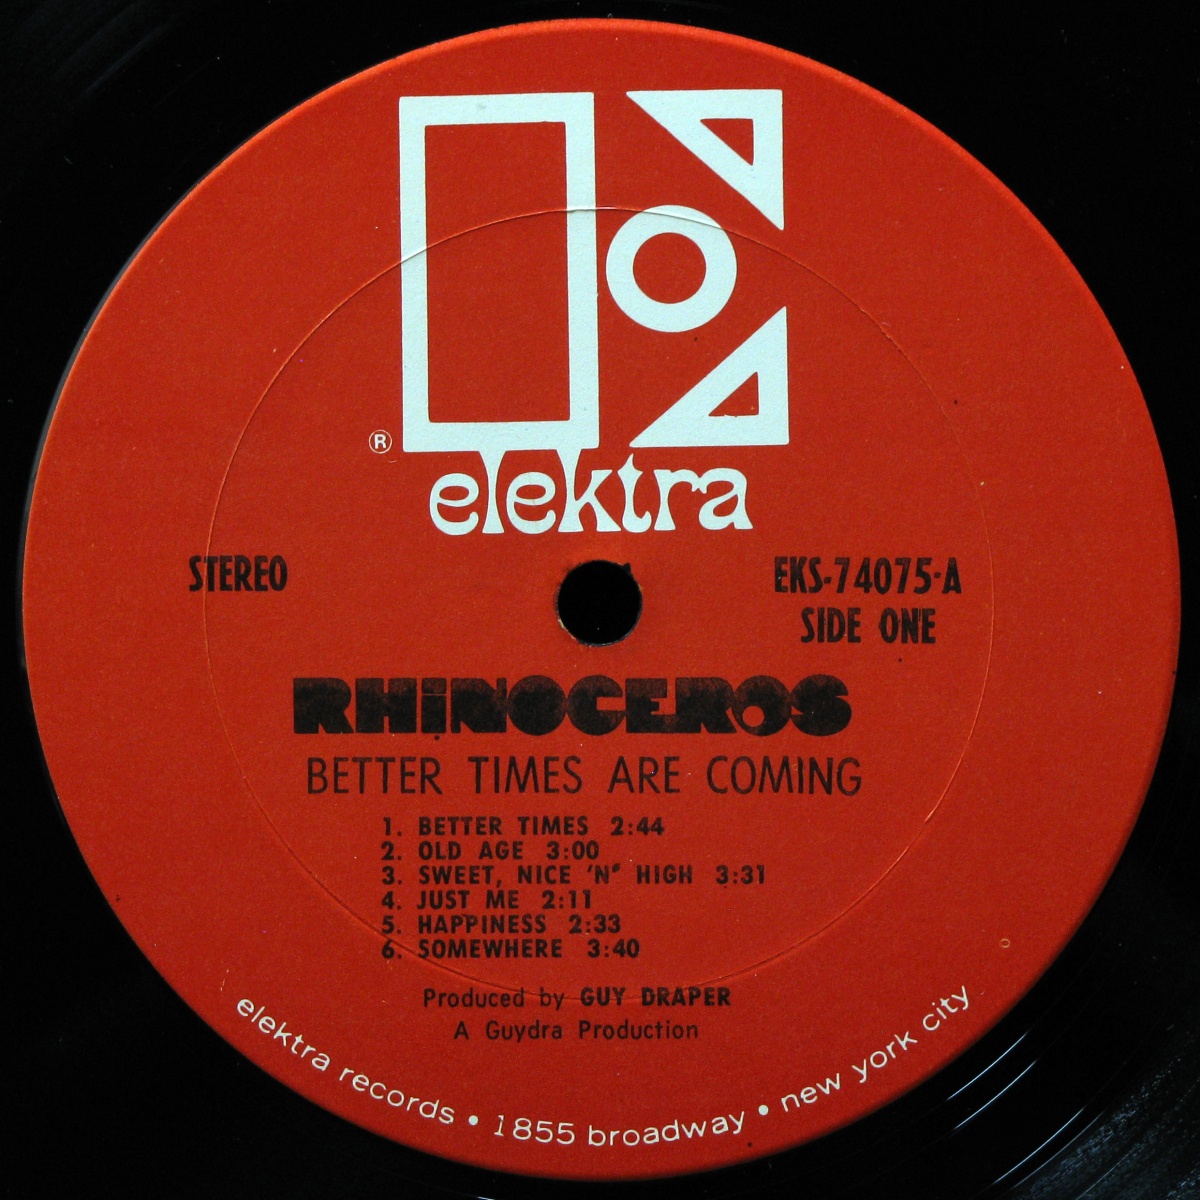 ®
elektra
STEREO
EKS-74075-A
SIDE ONE
RHINOCEROS
BETTER TIMES ARE COMING
1. BETTER TIMES 2:44
2. OLD AGE 3:00
3. SWEET, NICE 'N' HIGH 3:31
4. JUST ME 2:11
5. HAPPINESS 2:33
6. SOMEWHERE 3:40
Produced by GUY DRAPER
A Guydra Production
elektra records • 1855 broadway • new york city